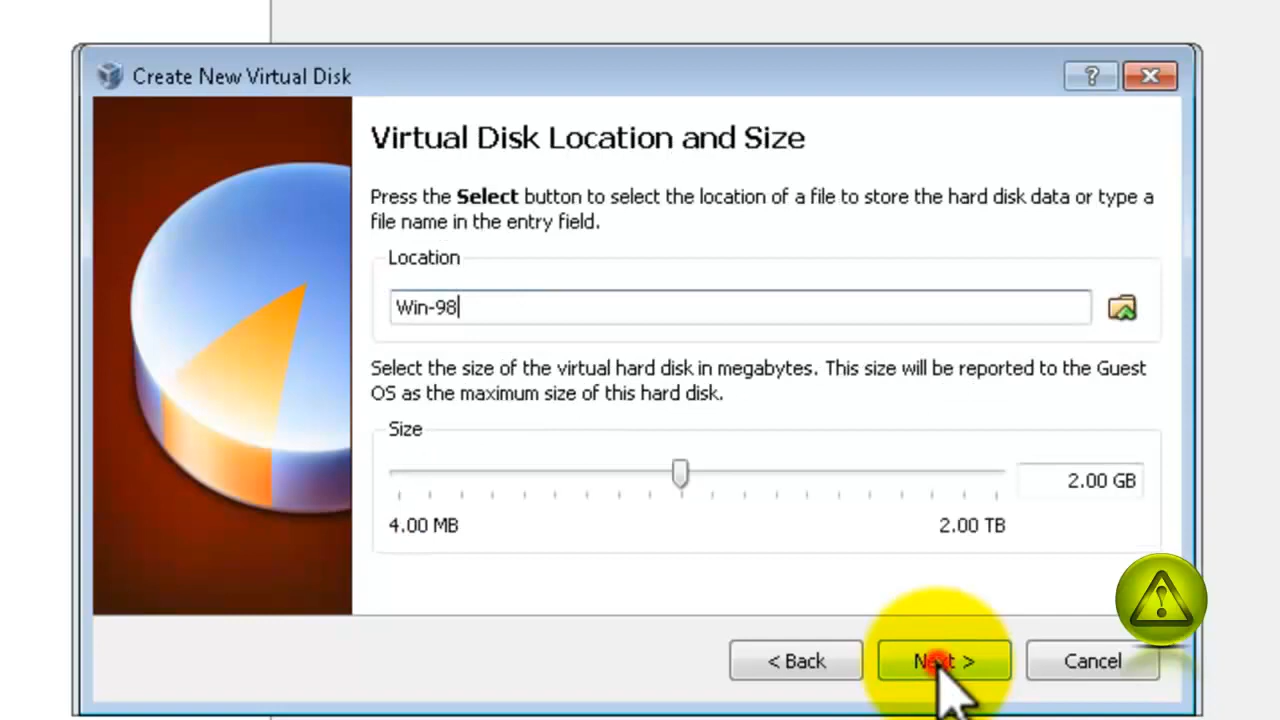 Create New Virtual Disk
?
X
Virtual Disk Location and Size
Press the Select button to select the location of a file to store the hard disk data or type a
file name in the entry field.
Location
Win-98
Select the size of the virtual hard disk in megabytes. This size will be reported to the Guest
OS as the maximum size of this hard disk.
Size
2.00 GB
4.00 MB
2.00 TB
!
< Back
Next >
Cancel